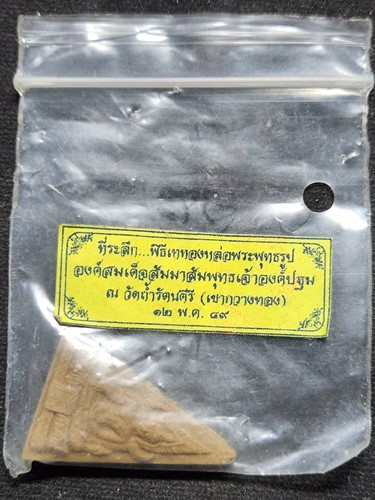 ที่ระลึก...พิธีเททองหล่อพระพุทธรูป
องค์สมเด็จสัมมาสัมพุทธเจ้าองค์ปฐม
ณ วัดถ้ำรัตนคีรี (เขากวางทอง)
๑๒ พ.ค. ๔๙